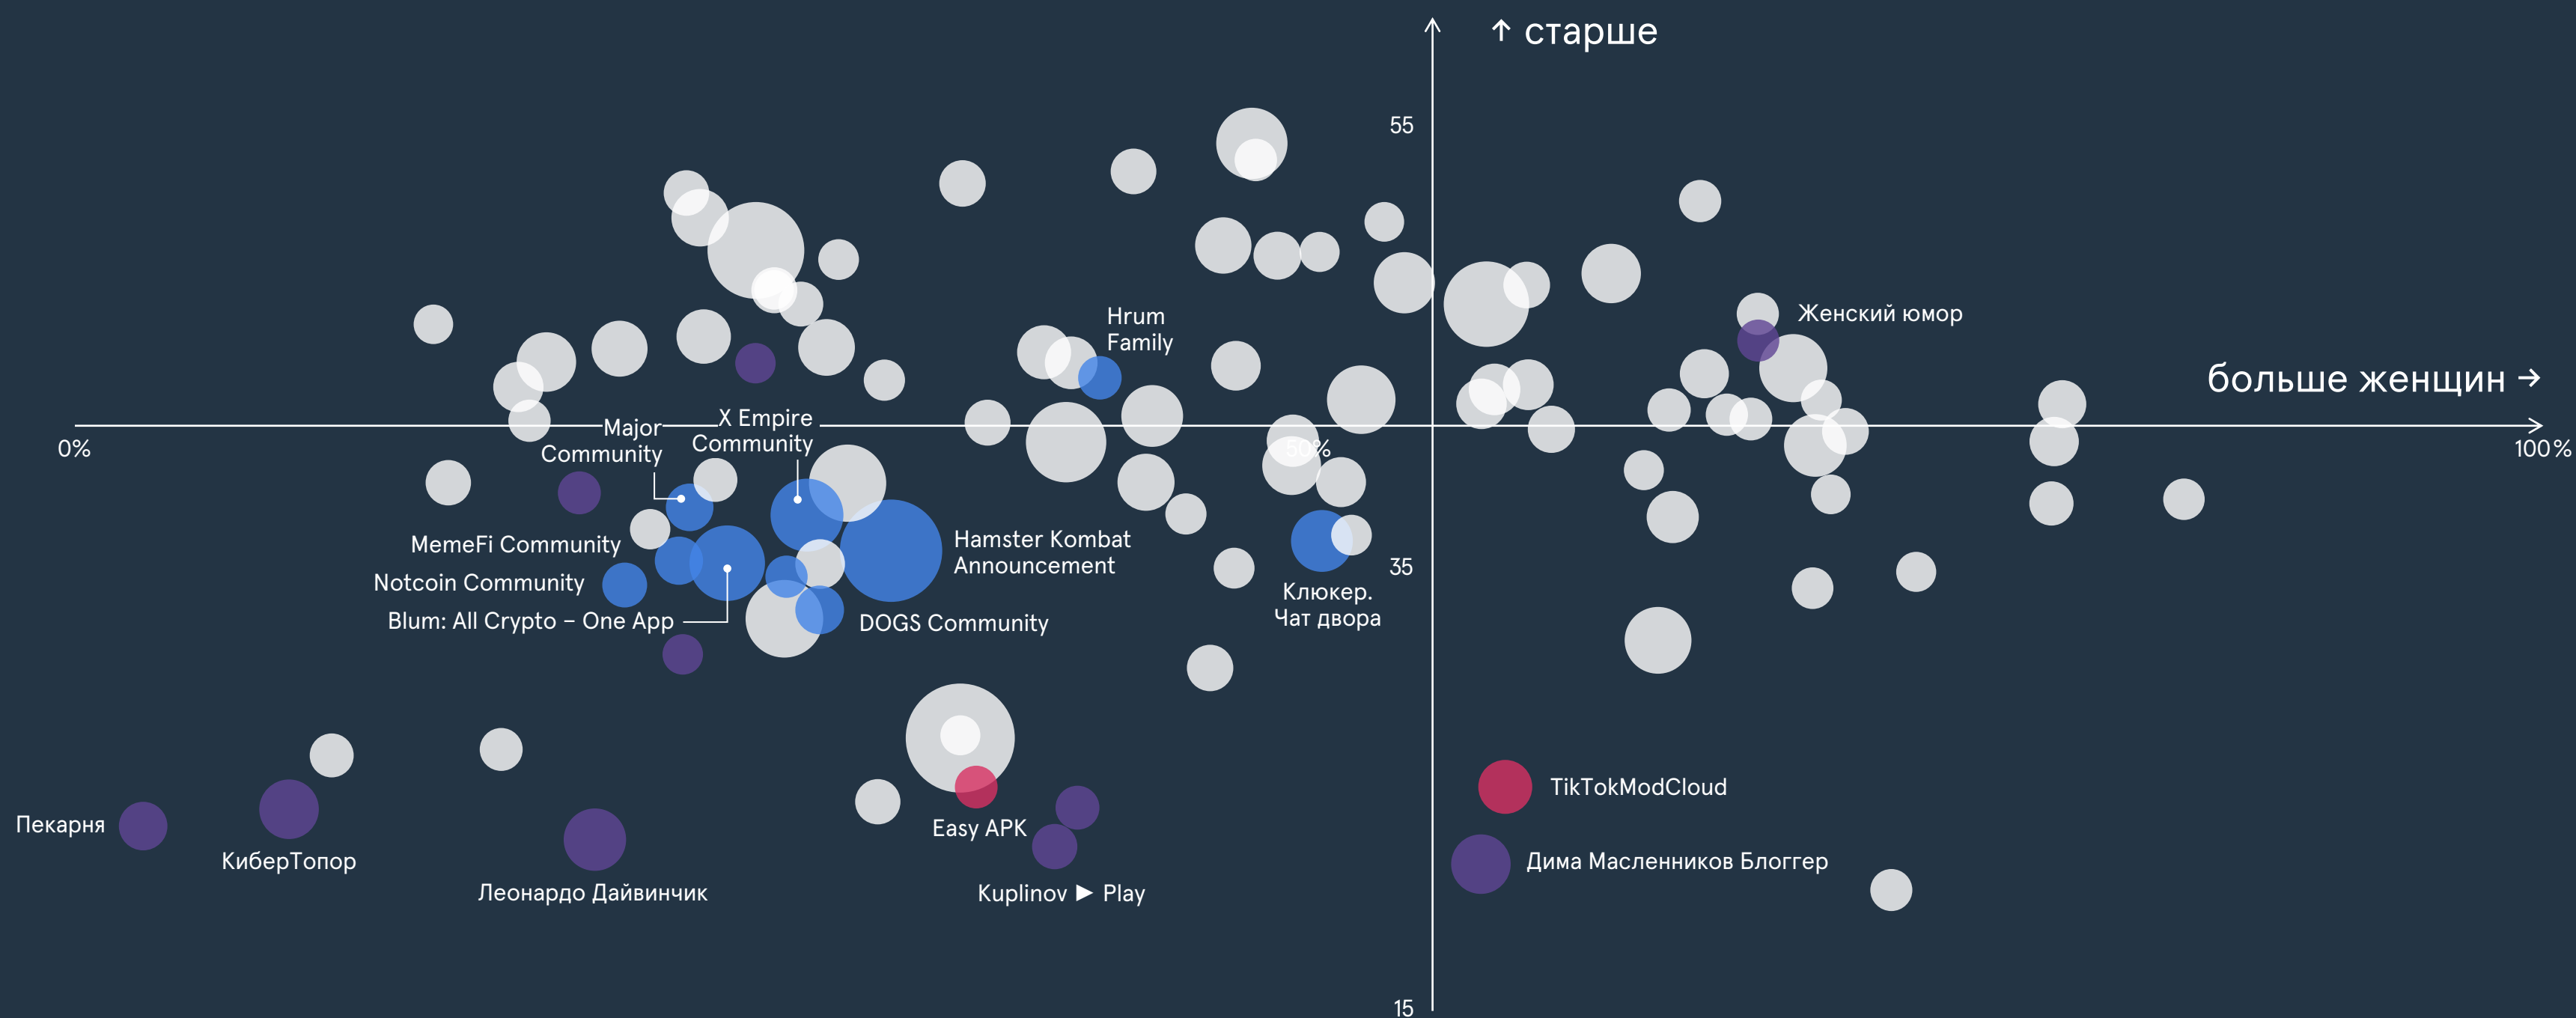 ↑ старше
55
Hrum
Family
Женский юмор
больше женщин →
X Empire
Community
Major
Community
0%
50%
100%
MemeFi Community
Hamster Kombat
Announcement
35
Notcoin Community
Клюкер.
Чат двора
Blum: All Crypto – One App
DOGS Community
TikTokModCloud
Пекарня
Easy APK
КиберТопор
Дима Масленников Блоггер
Леонардо Дайвинчик
Kuplinov ► Play
15